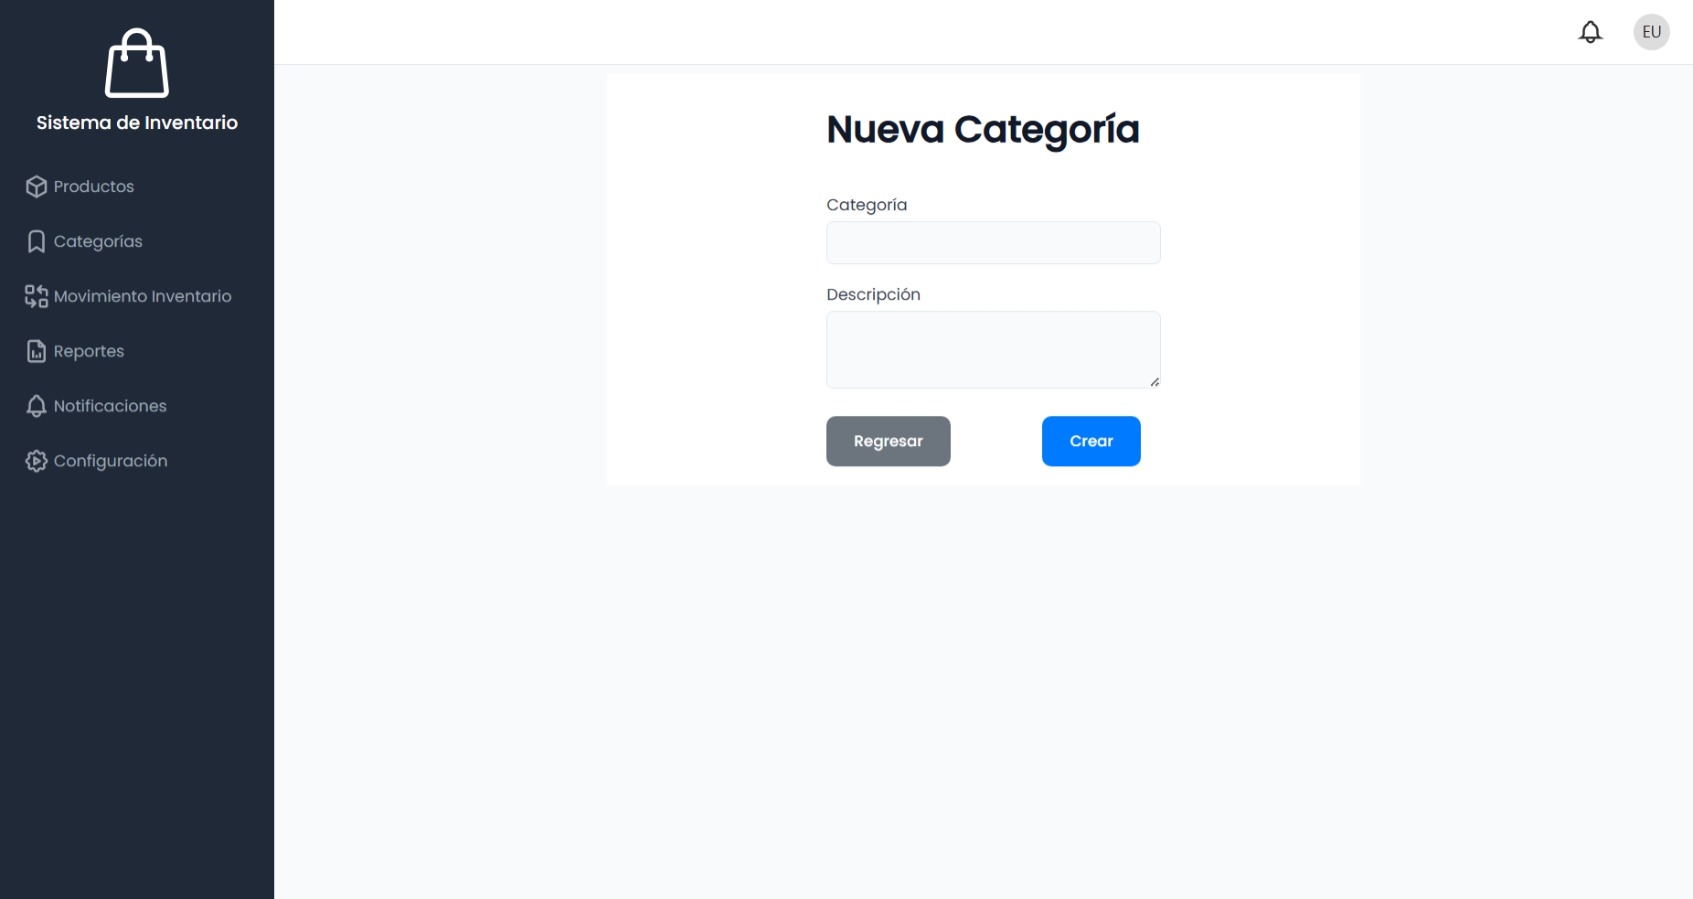 Sistema de Inventario
Productos
Categorías
Movimiento Inventario
Reportes
Notificaciones
Configuración
EU
Nueva Categoría
Categoría
Descripción
Regresar
Crear